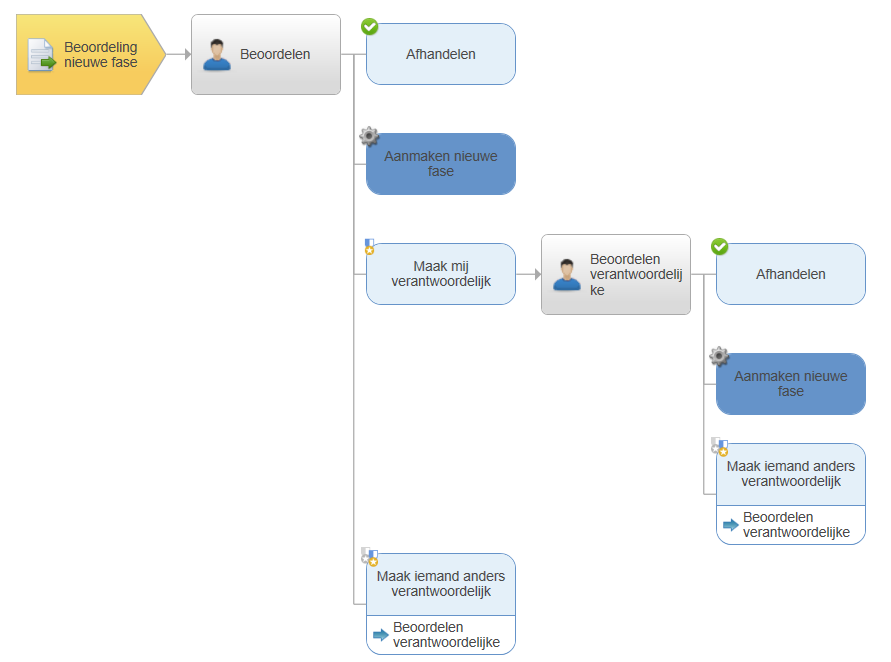 Beoordeling
nieuwe fase
Beoordelen
Afhandelen
Aanmaken nieuwe
fase
Maak mij
verantwoordelijk
Beoordelen
verantwoordelij
ke
Afhandelen
Aanmaken nieuwe
fase
Maak iemand anders
verantwoordelijk
Beoordelen
verantwoordelijke
Maak iemand anders
verantwoordelijk
Beoordelen
verantwoordelijke